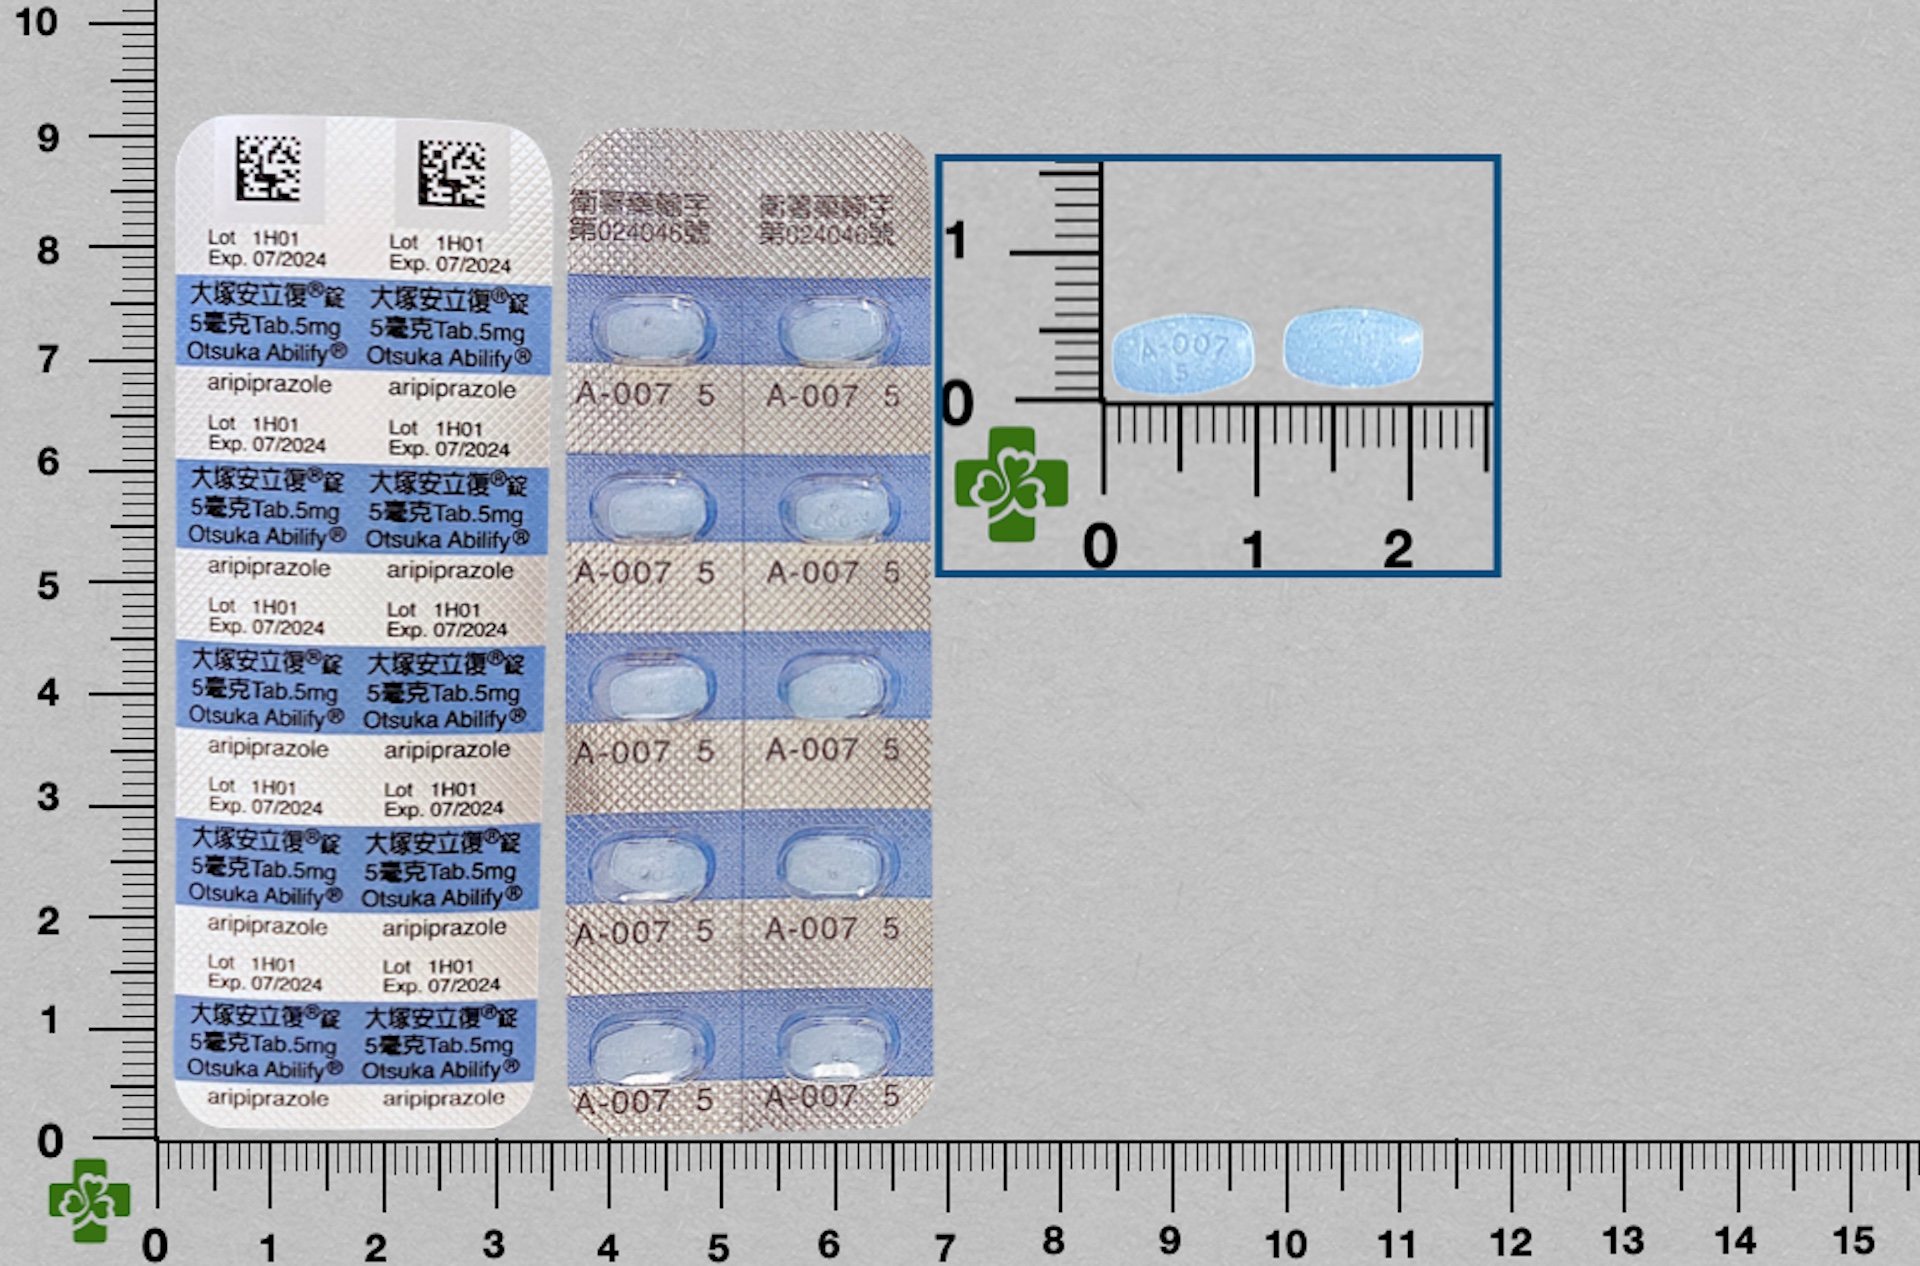 10
9
8
7
6
5
4
3
2
1
0
Lot 1H01 Lot 1H01
Exp. 07/2024 Exp. 07/2024
大塚安立復®錠 大塚安立復®錠
5毫克Tab.5mg 5毫克Tab.5mg
Otsuka Abilify® Otsuka Abilify®
aripiprazole aripiprazole
Lot 1H01 Lot 1H01
Exp. 07/2024 Exp. 07/2024
大塚安立復®錠 大塚安立復®錠
5毫克Tab.5mg 5毫克Tab.5mg
Otsuka Abilify® Otsuka Abilify®
aripiprazole aripiprazole
Lot 1H01 Lot 1H01
Exp. 07/2024 Exp. 07/2024
大塚安立復®錠 大塚安立復®錠
5毫克Tab.5mg 5毫克Tab.5mg
Otsuka Abilify® Otsuka Abilify®
aripiprazole aripiprazole
Lot 1H01 Lot 1H01
Exp. 07/2024 Exp. 07/2024
大塚安立復®錠 大塚安立復®錠
5毫克Tab.5mg 5毫克Tab.5mg
Otsuka Abilify® Otsuka Abilify®
aripiprazole aripiprazole
Lot 1H01 Lot 1H01
Exp. 07/2024 Exp. 07/2024
大塚安立復®錠 大塚安立復®錠
5毫克Tab.5mg 5毫克Tab.5mg
Otsuka Abilify® Otsuka Abilify®
aripiprazole aripiprazole
衛署藥輸字 衛署藥輸字
第024046號 第024046號
A-007 5 A-007 5
A-007 5 A-007 5
A-007 5 A-007 5
A-007 5 A-007 5
A-007 5 A-007 5
1
0
A-007
5
0 1 2
0 1 2 3 4 5 6 7 8 9 10 11 12 13 14 15